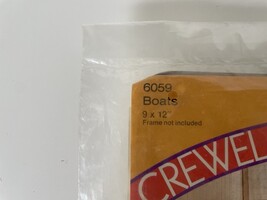 6059
Boats
9 x 12"
Frame not included.
CREWEL